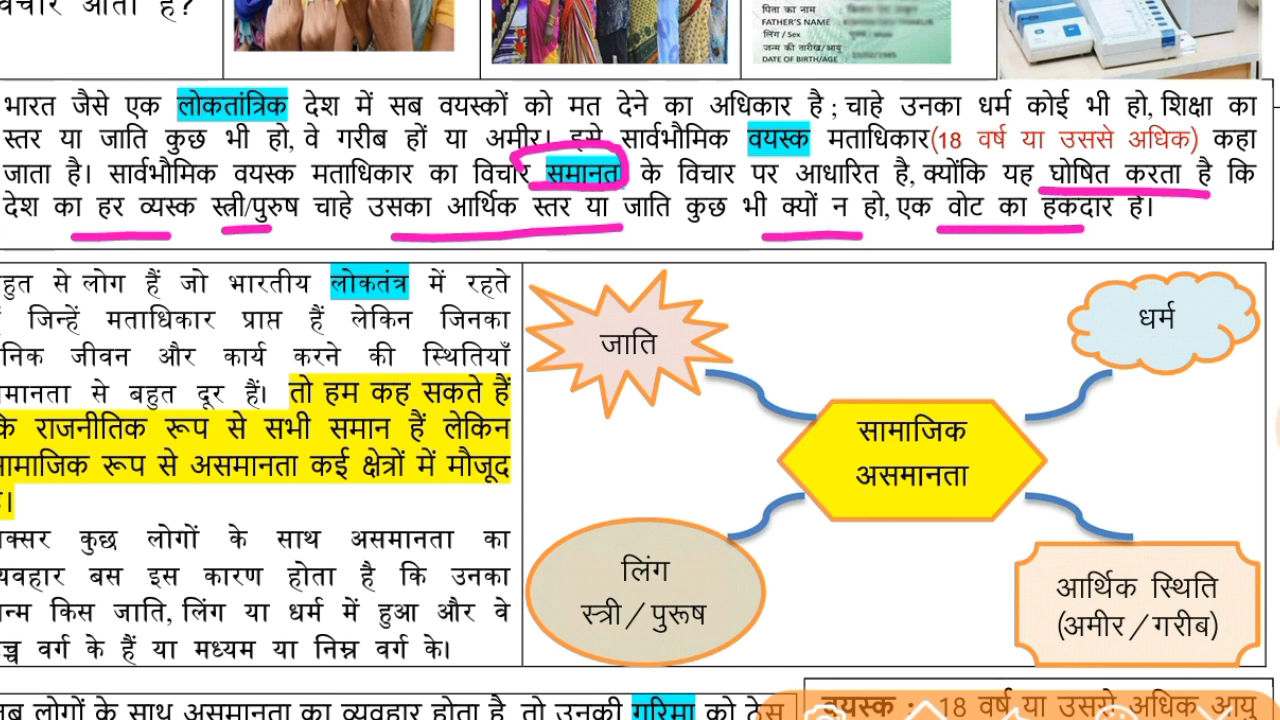 आता है?
पिता का नाम
FATHER'S NAME
लिंग / Sex
जन्म की तारीख/आयु
DATE OF BIRTH/AGE
भारत जैसे एक लोकतांत्रिक देश में सब वयस्कों को मत देने का अधिकार है ; चाहे उनका धर्म कोई भी हो, शिक्षा का
स्तर या जाति कुछ भी हो, वे गरीब हों या अमीर। इसे सार्वभौमिक वयस्क मताधिकार(18 वर्ष या उससे अधिक) कहा
जाता है। सार्वभौमिक वयस्क मताधिकार का विचार समानता के विचार पर आधारित है, क्योंकि यह घोषित करता है कि
देश का हर व्यस्क स्त्री/पुरुष चाहे उसका आर्थिक स्तर या जाति कुछ भी क्यों न हो, एक वोट का हकदार है।
से लोग हैं जो भारतीय लोकतंत्र में रहते
जिन्हें मताधिकार प्राप्त हैं लेकिन जिनका
जीवन और कार्य करने की स्थितियाँ
से बहुत दूर हैं। तो हम कह सकते हैं
राजनीतिक रूप से सभी समान हैं लेकिन
रूप से असमानता कई क्षेत्रों में मौजूद
कुछ लोगों के साथ असमानता का
बस इस कारण होता है कि उनका
किस जाति, लिंग या धर्म में हुआ और वे
वर्ग के हैं या मध्यम या निम्न वर्ग के।
जाति
धर्म
सामाजिक
असमानता
लिंग
स्त्री / पुरूष
आर्थिक स्थिति
(अमीर / गरीब)
लोगों के साथ असमानता का व्यवहार होता है, तो उनकी गरिमा को ठेस
वयस्क : 18 वर्ष या उससे अधिक आयु